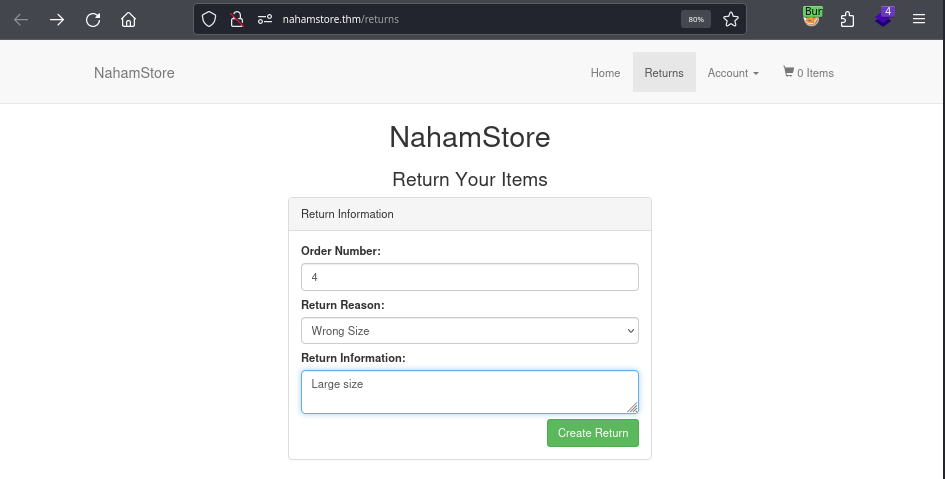 nahamstore.thm/returns
80%
Bur
4
NahamStore
Home
Returns
Account
0 Items
NahamStore
Return Your Items
Return Information
Order Number:
4
Return Reason:
Wrong Size
Return Information:
Large size
Create Return